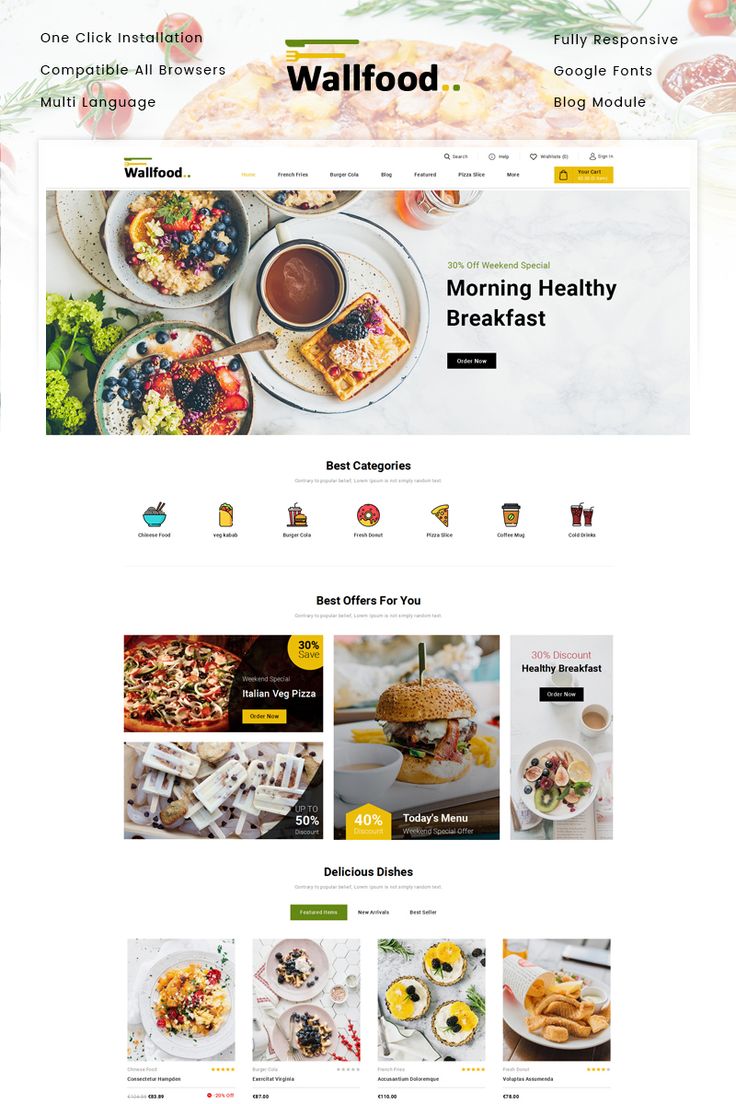 One Click Installation
Compatible All Browsers
Multi Language
Wallfood..
Fully Responsive
Google Fonts
Blog Module
Search
Help
Wishlists (0)
Sign In
Wallfood..
Home
French Fries
Burger Cola
Blog
Featured
Pizza Slice
More
Your Cart
30% Off Weekend Special
Morning Healthy
Breakfast
Order Now
Best Categories
Contrary to popular belief, Lorem Ipsum is not simply random text.
Chinese Food
veg kabab
Burger Cola
Fresh Donut
Pizza Slice
Coffee Mug
Cold Drinks
Best Offers For You
Contrary to popular belief, Lorem Ipsum is not simply random text.
30%
Save
Weekend Special
Italian Veg Pizza
Order Now
UP TO
50%
Discount
40%
Discount
Today's Menu
Weekend Special Offer
30% Discount
Healthy Breakfast
Order Now
Delicious Dishes
Contrary to popular belief, Lorem Ipsum is not simply random text.
Featured Items
New Arrivals
Best Seller
Chinese Food
Consectetur Hampden
€83.89
-20% Off
Burger Cola
Exercitat Virginia
€87.00
French Fries
Accusantium Doloremque
€110.00
Fresh Donut
Voluptas Assumenda
€78.00